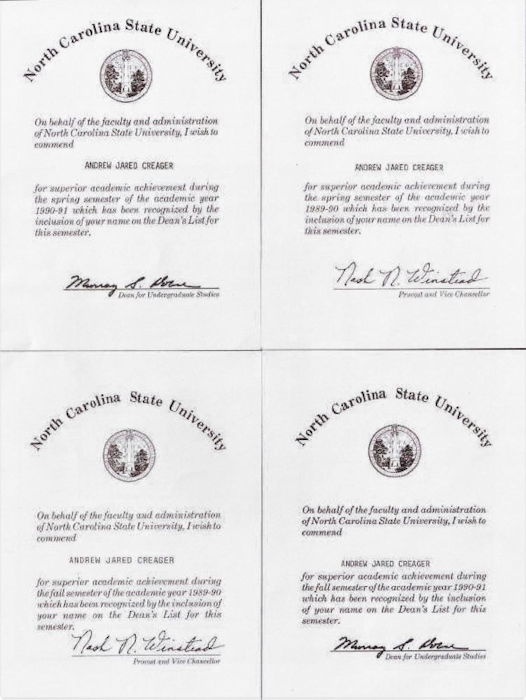 North Carolina State University
On behalf of the faculty and administration
of North Carolina State University, I wish to
commend
ANDREW JARED CREAGER
for superior academic achievement during
the spring semester of the academic year
1990-91 which has been recognized by the
inclusion of your name on the Dean's List for
this semester.
Murray S.
Dean for Undergraduate Studies
North Carolina State University
On behalf of the faculty and administration
of North Carolina State University, I wish to
commend
ANDREW JARED CREAGER
for superior academic achievement during
the spring semester of the academic year
1989-90 which has been recognized by the
inclusion of your name on the Dean's List for
this semester.
Nash N. Winstead
Provost and Vice Chancellor
North Carolina State University
On behalf of the faculty and administration
of North Carolina State University, I wish to
commend
ANDREW JARED CREAGER
for superior academic achievement during
the fall semester of the academic year 1989-90
which has been recognized by the inclusion of
your name on the Dean's List for this
semester.
Nash N. Winstead
Provost and Vice Chancellor
North Carolina State University
On behalf of the faculty and administration
of North Carolina State University, I wish to
commend
ANDREW JARED CREAGER
for superior academic achievement during
the fall semester of the academic year 1990-91
which has been recognized by the inclusion
of your name on the Dean's List for this
semester.
Murray S.
Dean for Undergraduate Studies